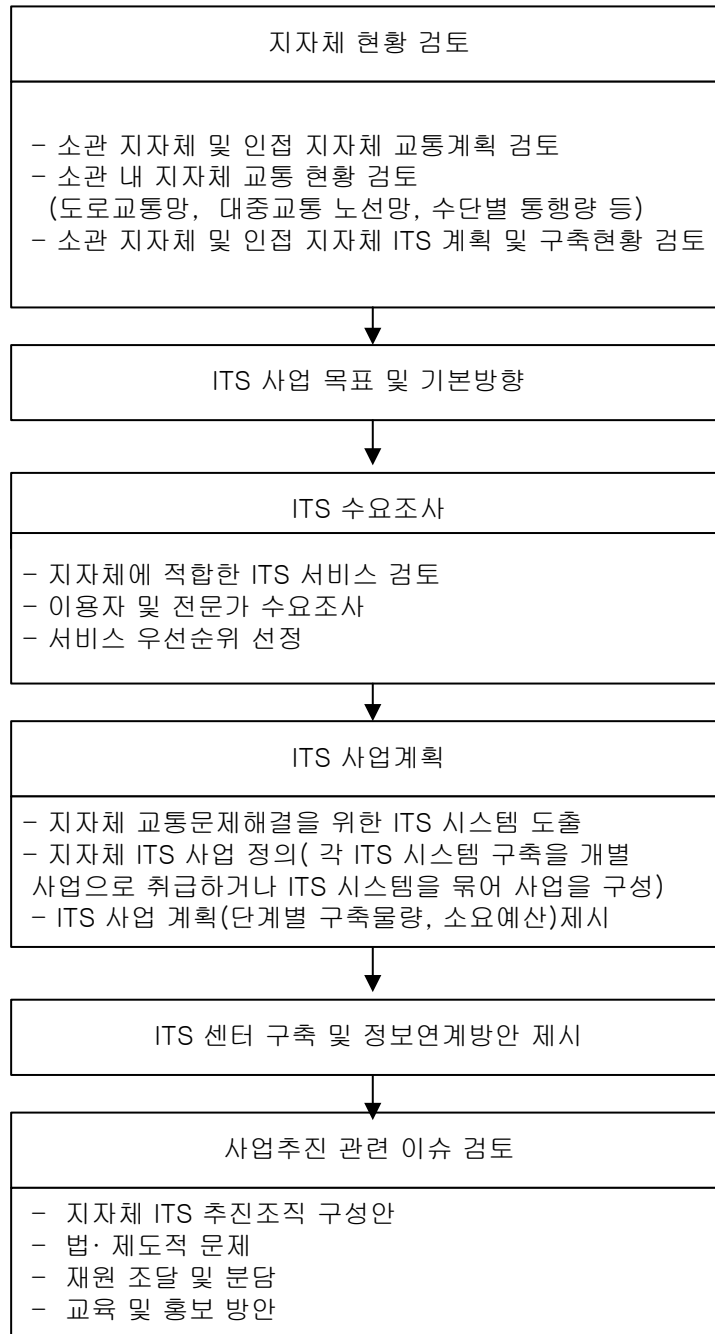 지자체 현황 검토
- 소관 지자체 및 인접 지자체 교통계획 검토
- 소관 내 지자체 교통 현황 검토
(도로교통망, 대중교통 노선망, 수단별 통행량 등)
- 소관 지자체 및 인접 지자체 ITS 계획 및 구축현황 검토
ITS 사업 목표 및 기본방향
ITS 수요조사
- 지자체에 적합한 ITS 서비스 검토
- 이용자 및 전문가 수요조사
- 서비스 우선순위 선정
ITS 사업계획
- 지자체 교통문제해결을 위한 ITS 시스템 도출
- 지자체 ITS 사업 정의( 각 ITS 시스템 구축을 개별
사업으로 취급하거나 ITS 시스템을 묶어 사업을 구성)
- ITS 사업 계획(단계별 구축물량, 소요예산)제시
ITS 센터 구축 및 정보연계방안 제시
사업추진 관련 이슈 검토
- 지자체 ITS 추진조직 구성안
- 법· 제도적 문제
- 재원 조달 및 분담
- 교육 및 홍보 방안